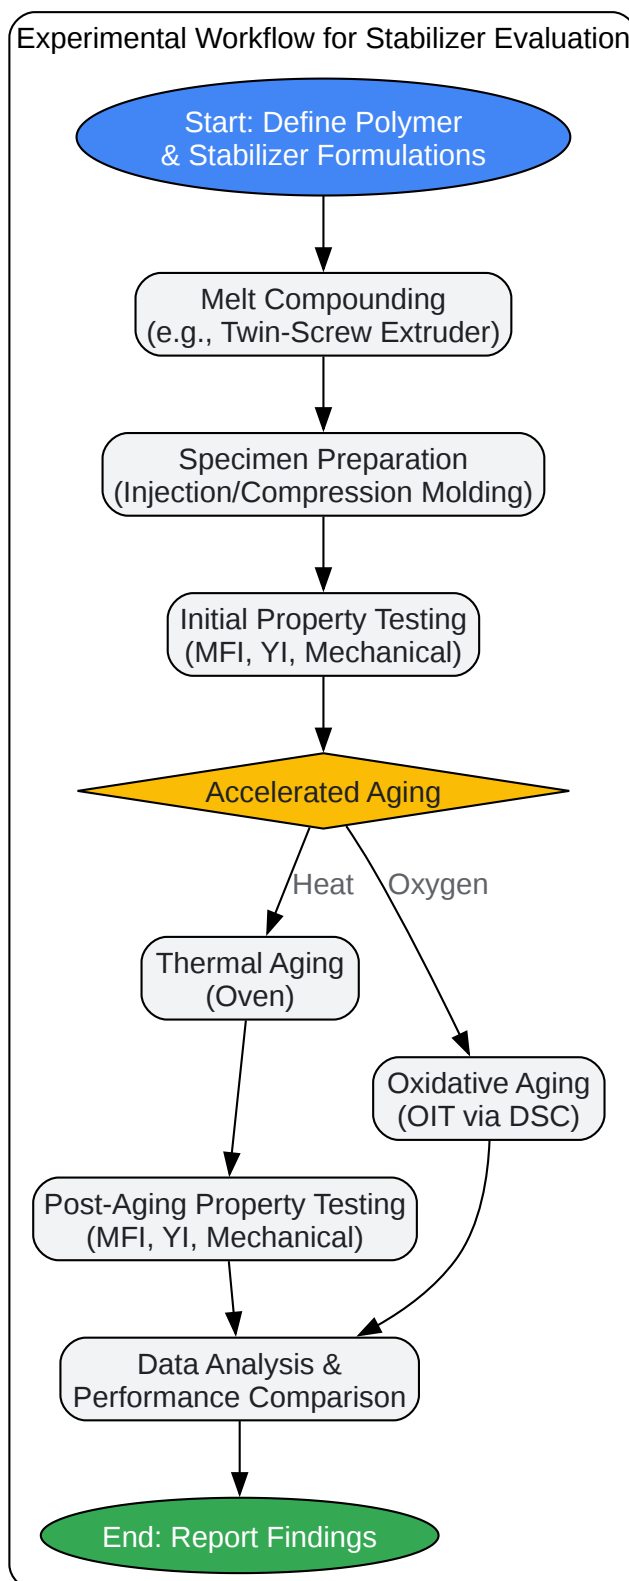 Experimental Workflow for Stabilizer Evaluation
Start: Define Polymer
& Stabilizer Formulations
Melt Compounding
(e.g., Twin-Screw Extruder)
Specimen Preparation
(Injection/Compression Molding)
Initial Property Testing
(MFI, YI, Mechanical)
Accelerated Aging
Heat
Oxygen
Thermal Aging
(Oven)
Oxidative Aging
(OIT via DSC)
Post-Aging Property Testing
(MFI, YI, Mechanical)
Data Analysis &
Performance Comparison
End: Report Findings